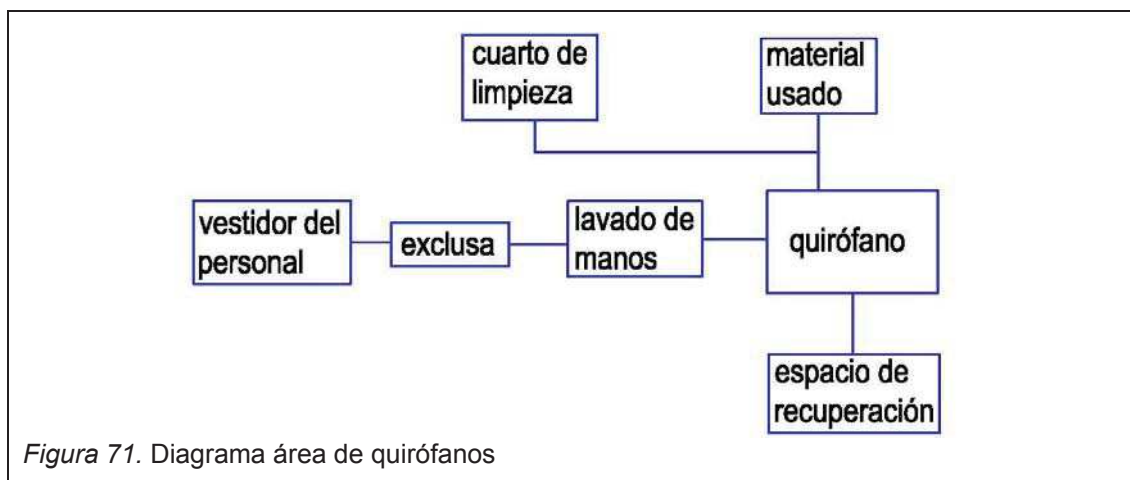 cuarto de
limpieza
material
usado
vestidor del
personal
exclusa
lavado de
manos
quirófano
espacio de
recuperación
Figura 71. Diagrama área de quirófanos